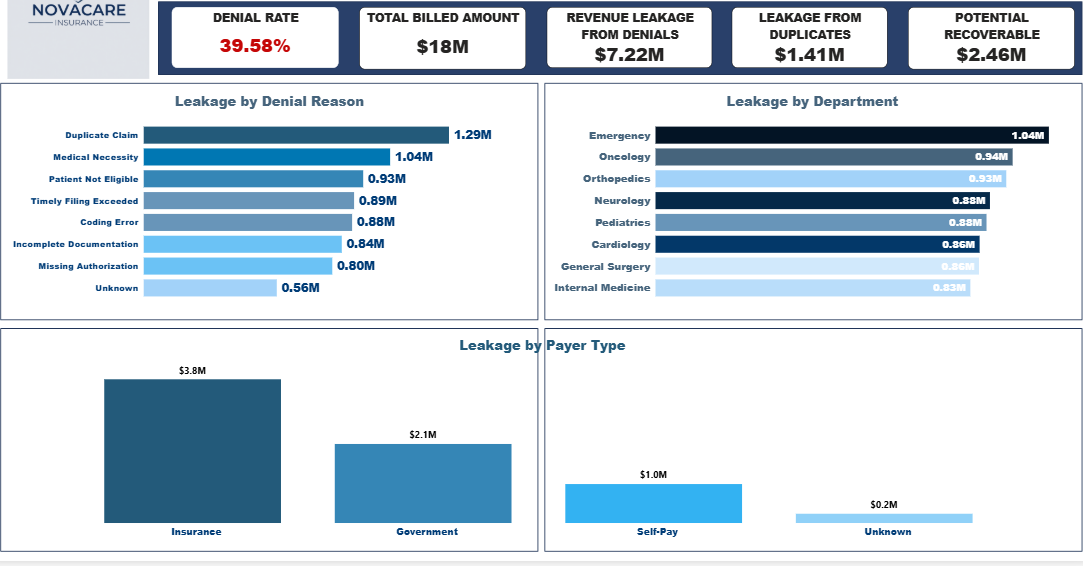 NOVACARE
INSURANCE
DENIAL RATE
39.58%
TOTAL BILLED AMOUNT
$18M
REVENUE LEAKAGE
FROM DENIALS
$7.22M
LEAKAGE FROM
DUPLICATES
$1.41M
POTENTIAL
RECOVERABLE
$2.46M
Leakage by Denial Reason
Duplicate Claim 1.29M
Medical Necessity 1.04M
Patient Not Eligible 0.93M
Timely Filing Exceeded 0.89M
Coding Error 0.88M
Incomplete Documentation 0.84M
Missing Authorization 0.80M
Unknown 0.56M
Leakage by Department
Emergency 1.04M
Oncology 0.94M
Orthopedics 0.93M
Neurology 0.88M
Pediatrics 0.88M
Cardiology 0.86M
General Surgery 0.86M
Internal Medicine 0.83M
Leakage by Payer Type
$3.8M
$2.1M
$1.0M
$0.2M
Insurance
Government
Self-Pay
Unknown